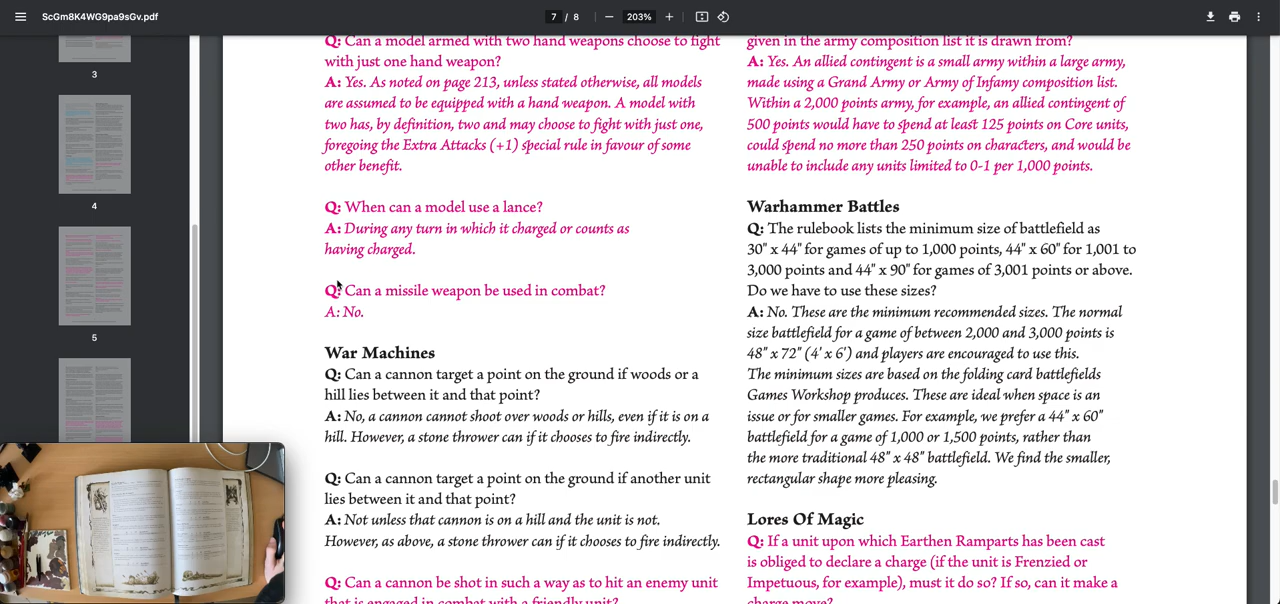 ScGm8K4WG9pa9sGv.pdf
7 / 8
203%
3
4
5
Q: Can a model armed with two hand weapons choose to fight
with just one hand weapon?
A: Yes. As noted on page 213, unless stated otherwise, all models
are assumed to be equipped with a hand weapon. A model with
two has, by definition, two and may choose to fight with just one,
foregoing the Extra Attacks (+1) special rule in favour of some
other benefit.
Q: When can a model use a lance?
A: During any turn in which it charged or counts as
having charged.
Q: Can a missile weapon be used in combat?
A: No.
War Machines
Q: Can a cannon target a point on the ground if woods or a
hill lies between it and that point?
A: No, a cannon cannot shoot over woods or hills, even if it is on a
hill. However, a stone thrower can if it chooses to fire indirectly.
Q: Can a cannon target a point on the ground if another unit
lies between it and that point?
A: Not unless that cannon is on a hill and the unit is not.
However, as above, a stone thrower can if it chooses to fire indirectly.
Q: Can a cannon be shot in such a way as to hit an enemy unit
that is engaged in combat with a friendly unit?
given in the army composition list it is drawn from?
A: Yes. An allied contingent is a small army within a large army,
made using a Grand Army or Army of Infamy composition list.
Within a 2,000 points army, for example, an allied contingent of
500 points would have to spend at least 125 points on Core units,
could spend no more than 250 points on characters, and would be
unable to include any units limited to 0-1 per 1,000 points.
Warhammer Battles
Q: The rulebook lists the minimum size of battlefield as
30" x 44" for games of up to 1,000 points, 44" x 60" for 1,001 to
3,000 points and 44" x 90" for games of 3,001 points or above.
Do we have to use these sizes?
A: No. These are the minimum recommended sizes. The normal
size battlefield for a game of between 2,000 and 3,000 points is
48" x 72" (4' x 6') and players are encouraged to use this.
The minimum sizes are based on the folding card battlefields
Games Workshop produces. These are ideal when space is an
issue or for smaller games. For example, we prefer a 44" x 60"
battlefield for a game of 1,000 or 1,500 points, rather than
the more traditional 48" x 48" battlefield. We find the smaller,
rectangular shape more pleasing.
Lores Of Magic
Q: If a unit upon which Earthen Ramparts has been cast
is obliged to declare a charge (if the unit is Frenzied or
Impetuous, for example), must it do so? If so, can it make a
charge move?